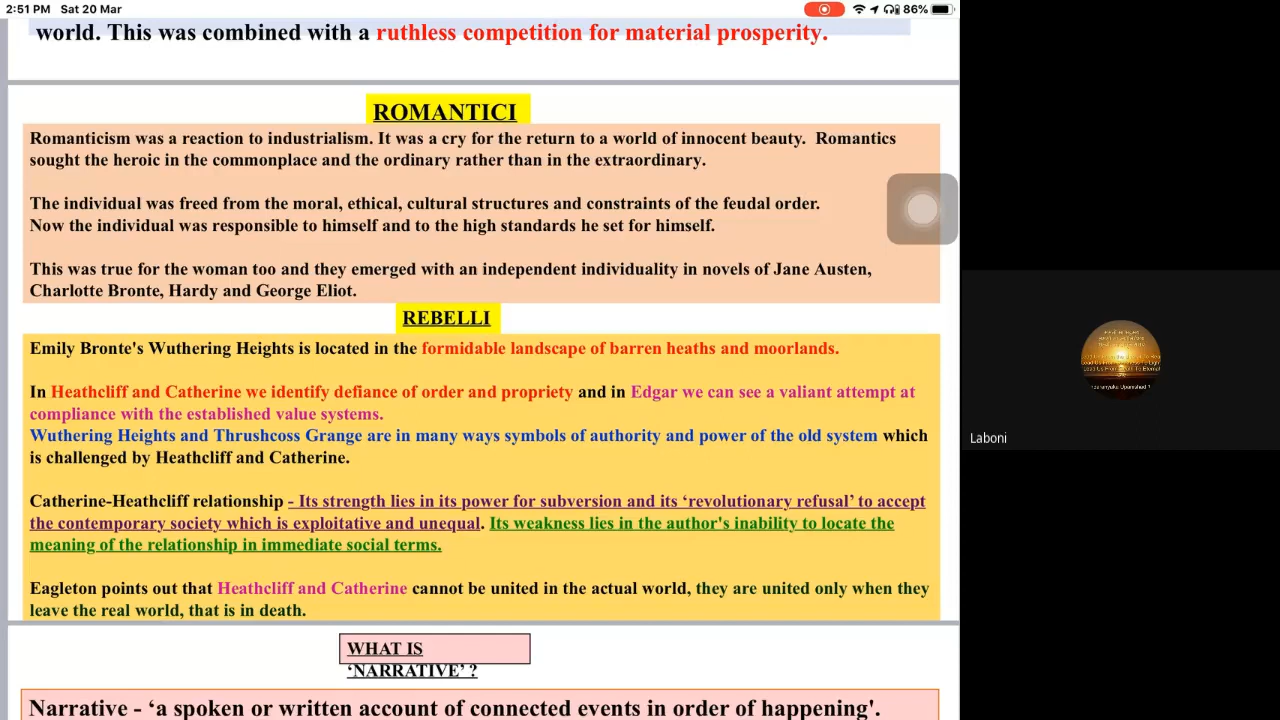 2:51 PM Sat 20 Mar
86%
world. This was combined with a ruthless competition for material prosperity.
ROMANTICI
Romanticism was a reaction to industrialism. It was a cry for the return to a world of innocent beauty. Romantics
sought the heroic in the commonplace and the ordinary rather than in the extraordinary.
The individual was freed from the moral, ethical, cultural structures and constraints of the feudal order.
Now the individual was responsible to himself and to the high standards he set for himself.
This was true for the woman too and they emerged with an independent individuality in novels of Jane Austen,
Charlotte Bronte, Hardy and George Eliot.
REBELLI
Emily Bronte's Wuthering Heights is located in the formidable landscape of barren heaths and moorlands.
In Heathcliff and Catherine we identify defiance of order and propriety and in Edgar we can see a valiant attempt at
compliance with the established value systems.
Wuthering Heights and Thrushcoss Grange are in many ways symbols of authority and power of the old system which
is challenged by Heathcliff and Catherine.
Catherine-Heathcliff relationship - Its strength lies in its power for subversion and its ‘revolutionary refusal’ to accept
the contemporary society which is exploitative and unequal. Its weakness lies in the author's inability to locate the
meaning of the relationship in immediate social terms.
Eagleton points out that Heathcliff and Catherine cannot be united in the actual world, they are united only when they
leave the real world, that is in death.
WHAT IS
‘NARRATIVE’ ?
Narrative - ‘a spoken or written account of connected events in order of happening'.
Laboni